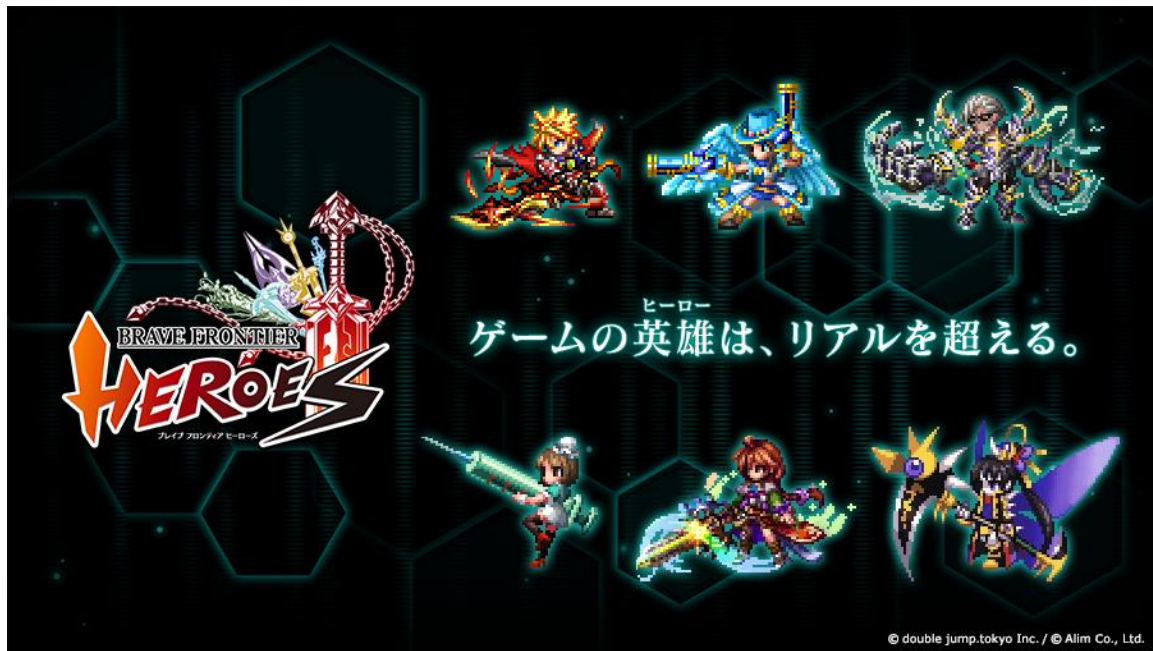 BRAVE FRONTIER
HEROES
ブレイブ フロンティア ヒーローズ
ヒーロー
ゲームの英雄は、リアルを超える。
© double jump.tokyo Inc. / © Alim Co., Ltd.